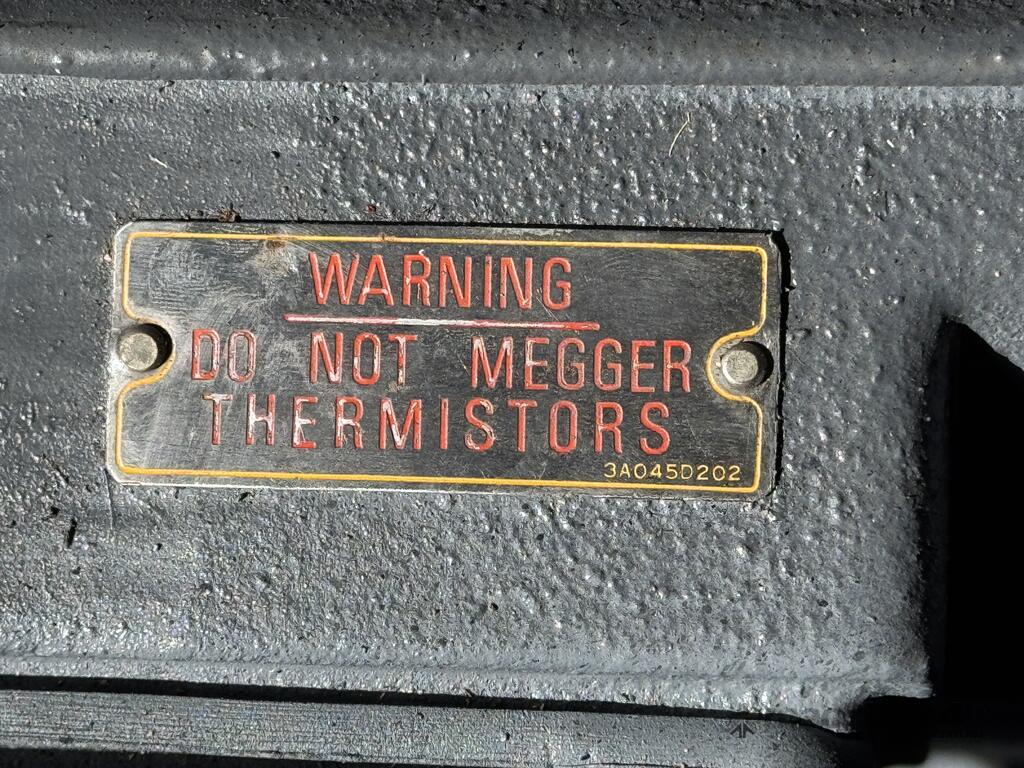 WARNING
DO NOT MEGGER
THERMISTORS
3A045D202